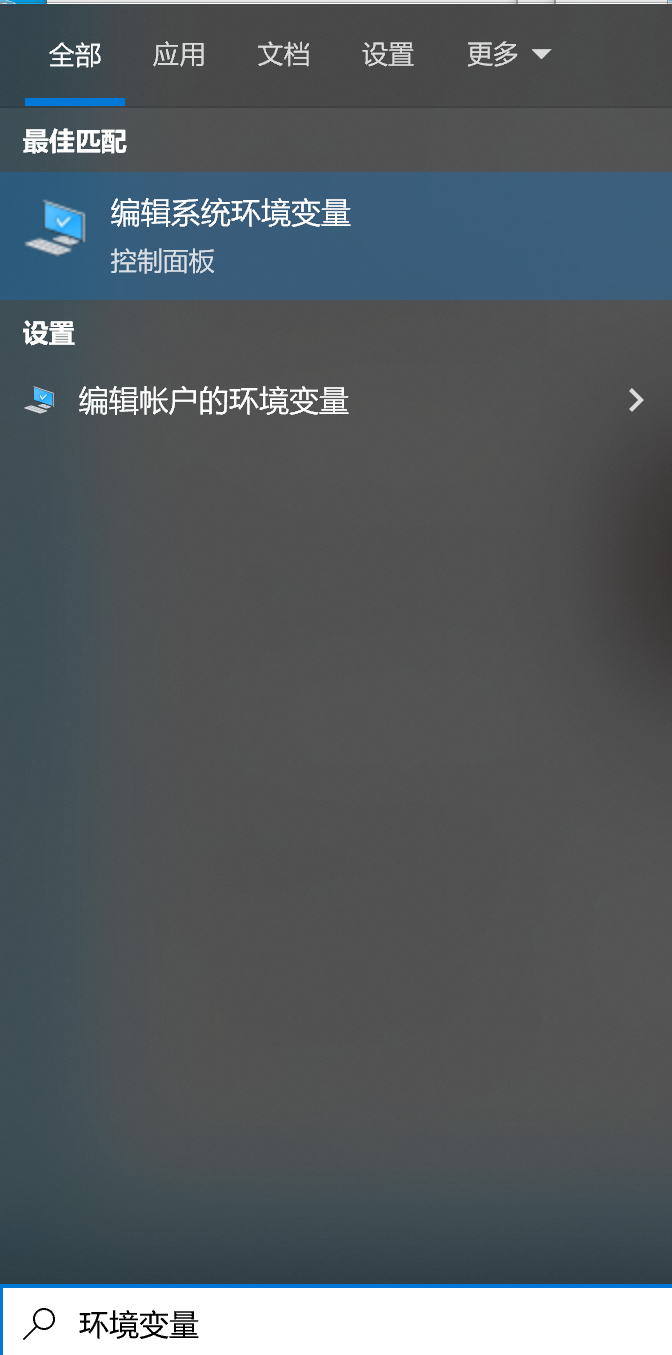 全部 应用 文档 设置 更多
最佳匹配
编辑系统环境变量
控制面板
设置
编辑帐户的环境变量
环境变量